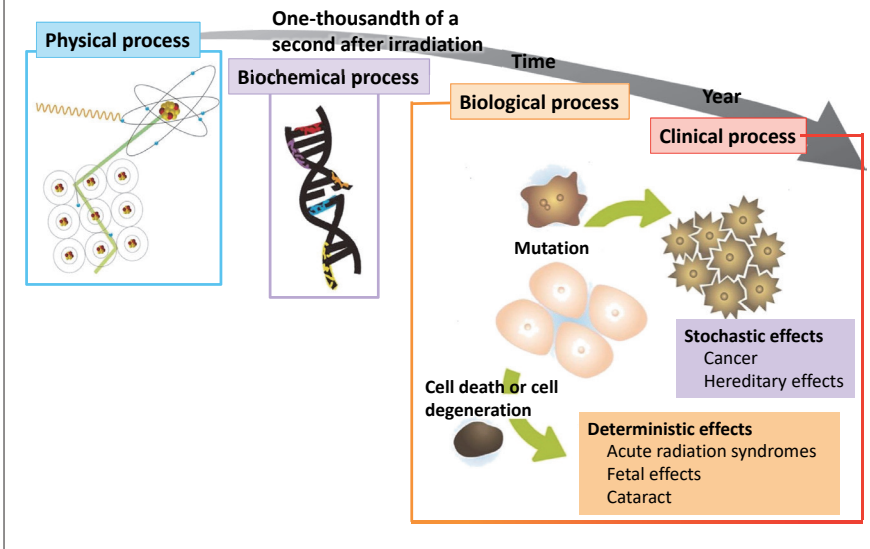 One-thousandth of a
second after irradiation
Physical process
Time
Biochemical process
Biological process
Year
Clinical process
Mutation
Stochastic effects
Cancer
Hereditary effects
Cell death or cell
degeneration
Deterministic effects
Acute radiation syndromes
Fetal effects
Cataract